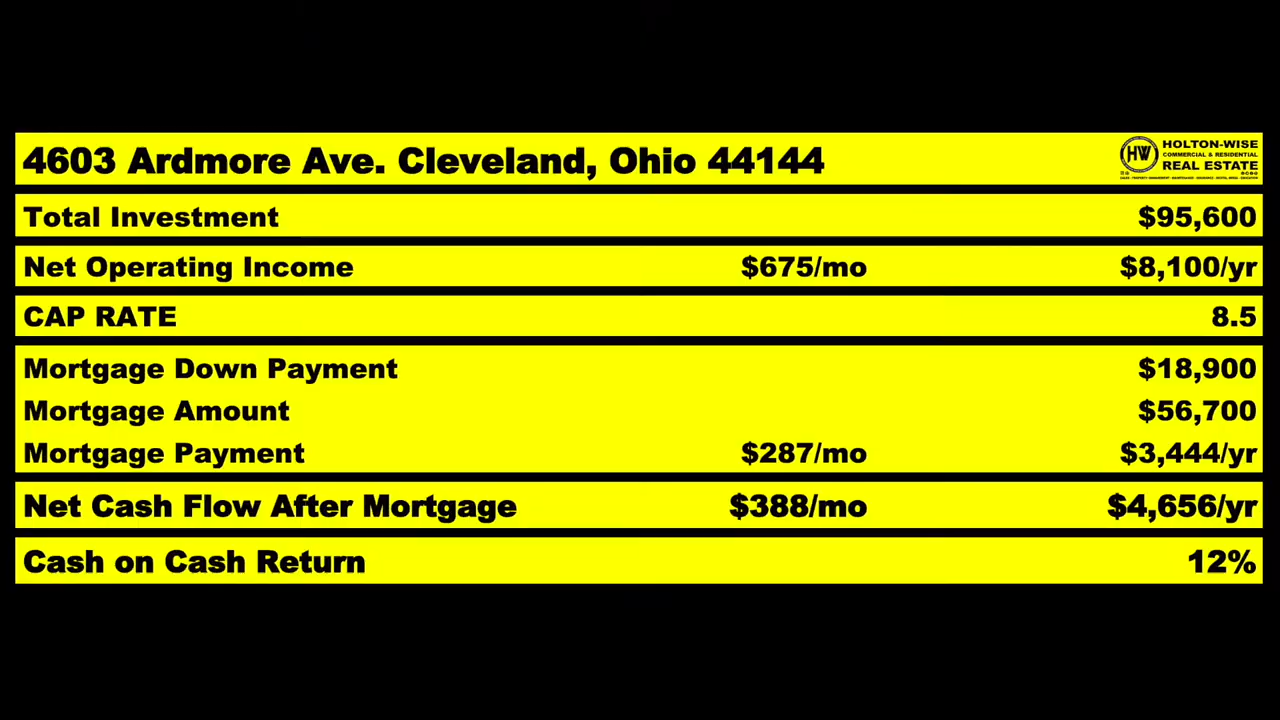 4603 Ardmore Ave. Cleveland, Ohio 44144
HW
HOLTON-WISE
COMMERCIAL & RESIDENTIAL
REAL ESTATE
Total Investment $95,600
Net Operating Income $675/mo $8,100/yr
CAP RATE 8.5
Mortgage Down Payment $18,900
Mortgage Amount $56,700
Mortgage Payment $287/mo $3,444/yr
Net Cash Flow After Mortgage $388/mo $4,656/yr
Cash on Cash Return 12%